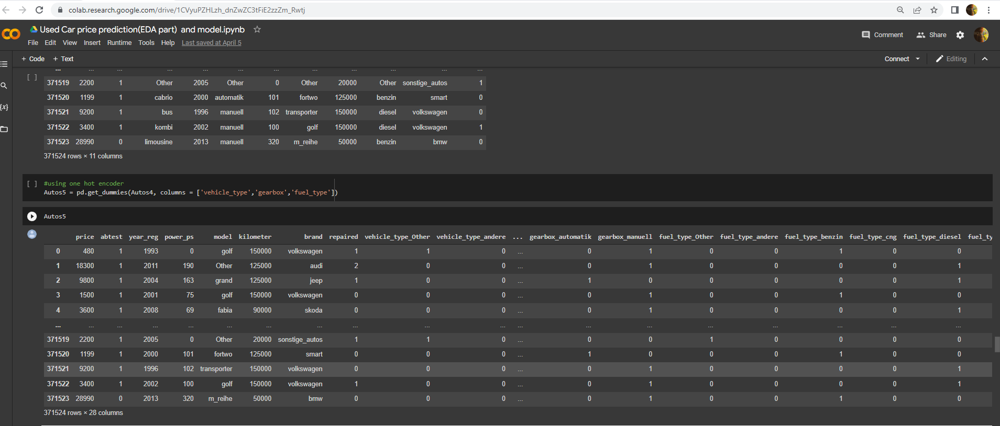 colab.research.google.com/drive/1CVyuPZHLzh_dnZwZC3tFiE2zzZm_Rwtj
CO Used Car price prediction(EDA part) and model.ipynb
File Edit View Insert Runtime Tools Help Last saved at April 5
Comment Share
+ Code + Text
Connect Editing
... ... ... ... ... ... ... ... ... ... ... ...
[ ]
371519 2200 1 Other 2005 Other 0 Other 20000 Other sonstige_autos 1
371520 1199 1 cabrio 2000 automatik 101 fortwo 125000 benzin smart 0
{x}
371521 9200 1 bus 1996 manuell 102 transporter 150000 diesel volkswagen 0
371522 3400 1 kombi 2002 manuell 100 golf 150000 diesel volkswagen 1
371523 28990 0 limousine 2013 manuell 320 m_reihe 50000 benzin bmw 0
371524 rows × 11 columns
[ ] #using one hot encoder
Autos5 = pd.get_dummies(Autos4, columns = ['vehicle_type','gearbox','fuel_type'])
Autos5
price abtest year_reg power_ps model kilometer brand repaired vehicle_type_Other vehicle_type_andere ... gearbox_automatik gearbox_manuell fuel_type_Other fuel_type_andere fuel_type_benzin fuel_type_cng fuel_type_diesel fuel_ty
0 480 1 1993 0 golf 150000 volkswagen 1 1 0 ... 0 1 0 0 1 0 0
1 18300 1 2011 190 Other 125000 audi 2 0 0 ... 0 1 0 0 0 0 1
2 9800 1 2004 163 grand 125000 jeep 1 0 0 ... 1 0 0 0 0 0 1
3 1500 1 2001 75 golf 150000 volkswagen 0 0 0 ... 0 1 0 0 1 0 0
4 3600 1 2008 69 fabia 90000 skoda 0 0 0 ... 0 1 0 0 0 0 1
... ... ... ... ... ... ... ... ... ... ... ... ... ... ... ... ... ... ...
371519 2200 1 2005 0 Other 20000 sonstige_autos 1 1 0 ... 0 0 1 0 0 0 0
371520 1199 1 2000 101 fortwo 125000 smart 0 0 0 ... 1 0 0 0 1 0 0
371521 9200 1 1996 102 transporter 150000 volkswagen 0 0 0 ... 0 1 0 0 0 0 1
371522 3400 1 2002 100 golf 150000 volkswagen 1 0 0 ... 0 1 0 0 0 0 1
371523 28990 0 2013 320 m_reihe 50000 bmw 0 0 0 ... 0 1 0 0 1 0 0
371524 rows × 28 columns